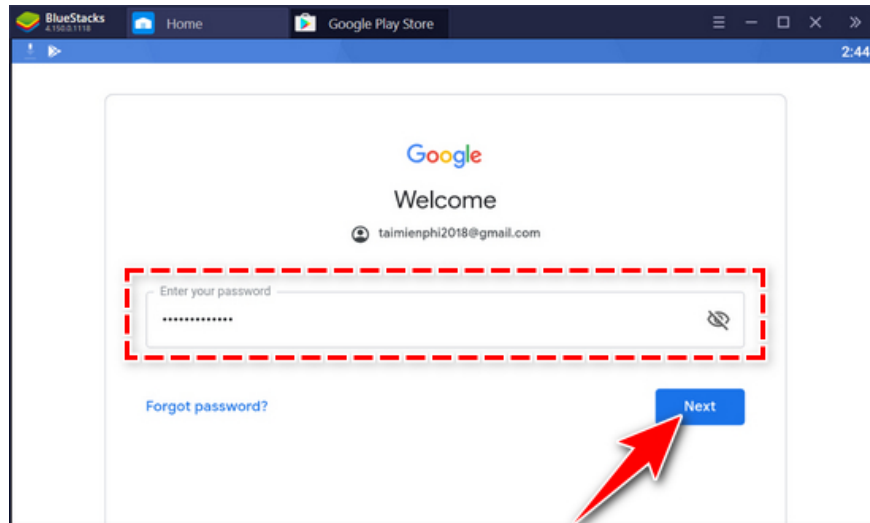 BlueStacks Home Google Play Store
4.150.0.1118
2:44
Google
Welcome
taimienphi2018@gmail.com
Enter your password
•••••••••••••
Forgot password? Next